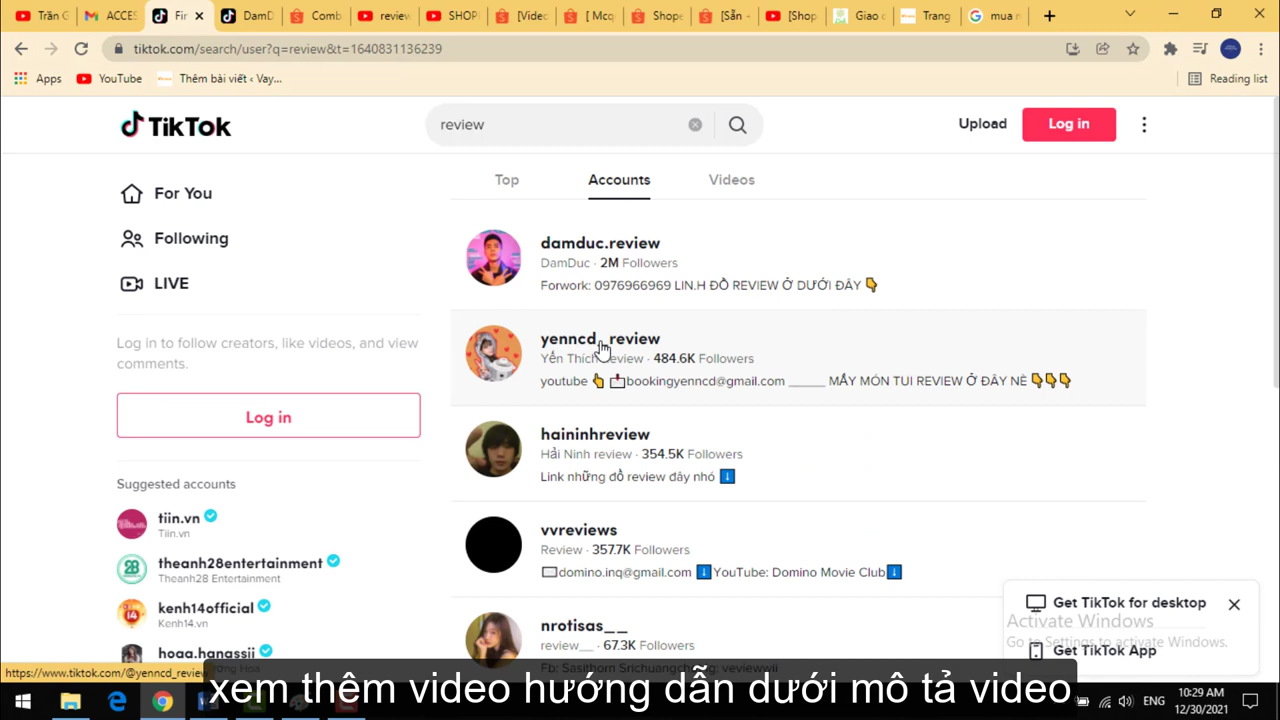 Trần G
ACCES
Fir
DamD
Comb
review
SHOPI
[Video
[ Mcq
Shope
[Sẵn +
[Shop
Giao d
Trang
mua n
tiktok.com/search/user?q=review&t=1640831136239
Apps
YouTube
Thêm bài viết ‹ Vay...
Reading list
TikTok
review
Upload
Log in
For You
Following
LIVE
Log in to follow creators, like videos, and view
comments.
Log in
Suggested accounts
tiin.vn
Tiin.vn
theanh28entertainment
Theanh28 Entertainment
kenh14official
Kenh14.vn
hoaa.hanassii
https://www.tiktok.com/@yenncd_review
Top
Accounts
Videos
damduc.review
DamDuc · 2M Followers
Forwork: 0976966969 LIN.H ĐỒ REVIEW Ở DƯỚI ĐÂY 👇
yenncd_review
Yến Thích review · 484.6K Followers
youtube 👆 📩bookingyenncd@gmail.com ______ MẤY MÓN TUI REVIEW Ở ĐÂY NÈ 👇👇👇
haininhreview
Hải Ninh review · 354.5K Followers
Link những đồ review đây nhó ⬇️
vvreviews
Review · 357.7K Followers
domino.inq@gmail.com ⬇️YouTube: Domino Movie Club⬇️
nrotisas__
review__ · 67.3K Followers
Get TikTok for desktop
Activate Windows
Go to Settings to activate Windows.
Get TikTok App
xem thêm video hướng dẫn dưới mô tả video
ENG
10:29 AM
12/30/2021